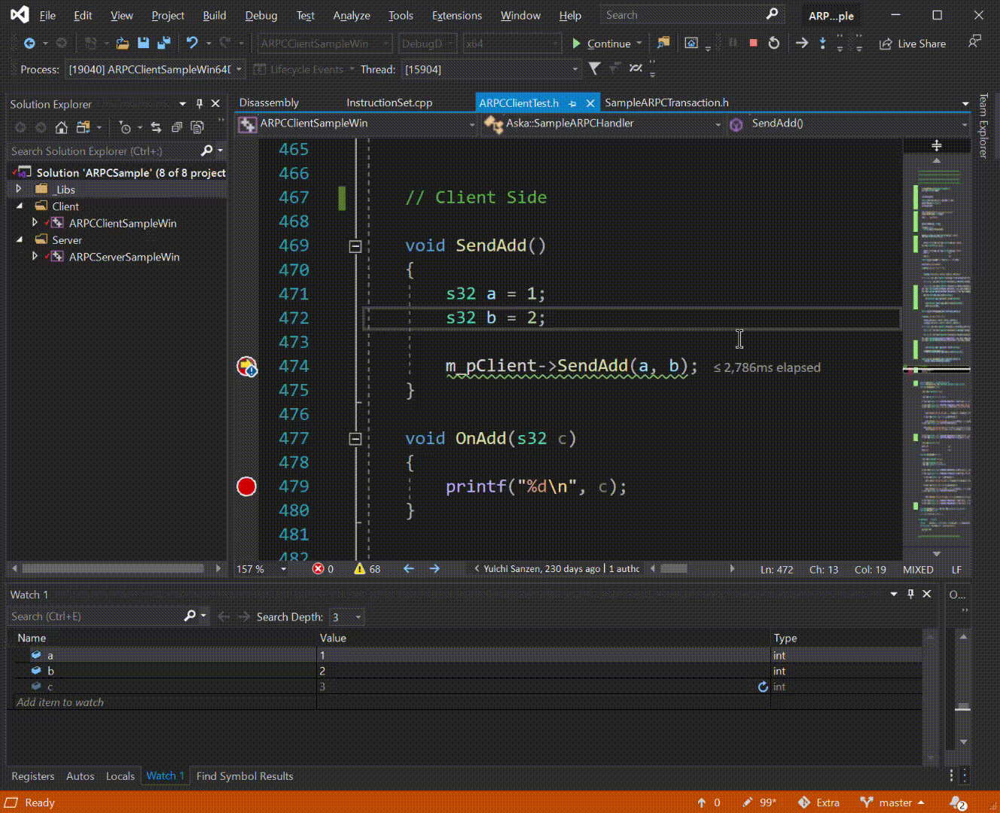 File Edit View Project Build Debug Test Analyze Tools Extensions Window Help Search ARP...ple
ARPCClientSampleWin DebugD x64 Continue Live Share
Process: [19040] ARPCClientSampleWin64D Lifecycle Events Thread: [15904]
Solution Explorer
Search Solution Explorer (Ctrl+;)
Solution 'ARPCSample' (8 of 8 project
_Libs
Client
ARPCClientSampleWin
Server
ARPCServerSampleWin
Disassembly InstructionSet.cpp ARPCClientTest.h SampleARPCTransaction.h
ARPCClientSampleWin Aska::SampleARPCHandler SendAdd()
Team Explorer
465
466
467 // Client Side
468
469 void SendAdd()
470 {
471 s32 a = 1;
472 s32 b = 2;
473
474 m_pClient->SendAdd(a, b); ≤ 2,786ms elapsed
475 }
476
477 void OnAdd(s32 c)
478 {
479 printf("%d\n", c);
480 }
481
482
157 % 0 68 Yuichi Sanzen, 230 days ago | 1 autho Ln: 472 Ch: 13 Col: 19 MIXED LF
Watch 1 O...
Search (Ctrl+E) Search Depth: 3
Name Value Type
a 1 int
b 2 int
c 3 int
Add item to watch
Registers Autos Locals Watch 1 Find Symbol Results
Ready 0 99* Extra master 2